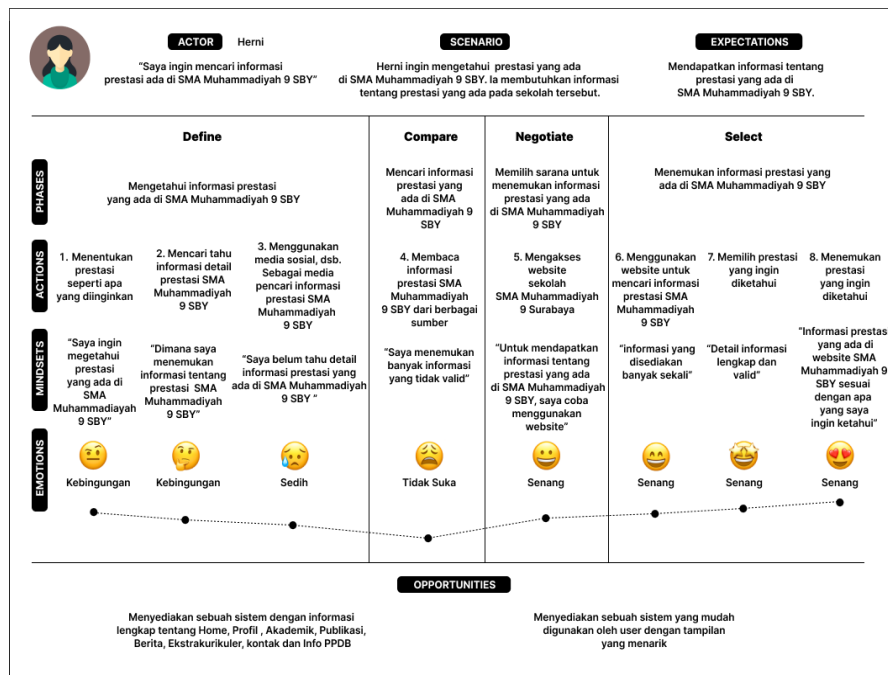 ACTOR
Herni
"Saya ingin mencari informasi
prestasi ada di SMA Muhammadiyah 9 SBY"
SCENARIO
Herni ingin mengetahui prestasi yang ada
di SMA Muhammadiyah 9 SBY. Ia membutuhkan informasi
tentang prestasi yang ada pada sekolah tersebut.
EXPECTATIONS
Mendapatkan informasi tentang
prestasi yang ada di
SMA Muhammadiyah 9 SBY.
Define
Compare
Negotiate
Select
PHASES
Mengetahui informasi prestasi
yang ada di SMA Muhammadiyah 9 SBY
Mencari informasi
prestasi yang
ada di SMA
Muhammadiyah 9
SBY
Memilih sarana untuk
menemukan informasi
prestasi yang ada
di SMA Muhammadiyah
9 SBY
Menemukan informasi prestasi yang
ada di SMA Muhammadiyah 9 SBY
ACTIONS
1. Menentukan
prestasi
seperti apa
yang diinginkan
2. Mencari tahu
informasi detail
prestasi SMA
Muhammadiyah
9 SBY
3. Menggunakan
media sosial, dsb.
Sebagai media
pencari informasi
prestasi SMA
Muhammadiyah
9 SBY
4. Membaca
informasi
prestasi SMA
Muhammadiyah
9 SBY dari berbagai
sumber
5. Mengakses
website
sekolah
SMA Muhammadiyah
9 Surabaya
6. Menggunakan
website untuk
mencari informasi
prestasi SMA
Muhammadiyah
9 SBY
7. Memilih prestasi
yang ingin
diketahui
8. Menemukan
prestasi
yang ingin
diketahui
MINDSETS
"Saya ingin
megetahui
prestasi
yang ada di
SMA
Muhammadiayah
9 SBY"
"Dimana saya
menemukan
informasi tentang
prestasi SMA
Muhammadiyah
9 SBY"
"Saya belum tahu detail
informasi prestasi yang
ada di SMA Muhammadiyah
9 SBY "
"Saya menemukan
banyak informasi
yang tidak valid"
"Untuk mendapatkan
informasi tentang
prestasi yang ada
di SMA Muhammadiyah
9 SBY, saya coba
menggunakan
website"
"informasi yang
disediakan
banyak sekali"
"Detail informasi
lengkap dan
valid"
"Informasi prestas
yang ada di
website SMA
Muhammadiyah 9
SBY sesuai
dengan apa
yang saya
ingin ketahui"
EMOTIONS
Kebingungan
Kebingungan
Sedih
Tidak Suka
Senang
Senang
Senang
Senang
OPPORTUNITIES
Menyediakan sebuah sistem dengan informasi
lengkap tentang Home, Profil , Akademik, Publikasi,
Berita, Ekstrakurikuler, kontak dan Info PPDB
Menyediakan sebuah sistem yang mudah
digunakan oleh user dengan tampilan
yang menarik